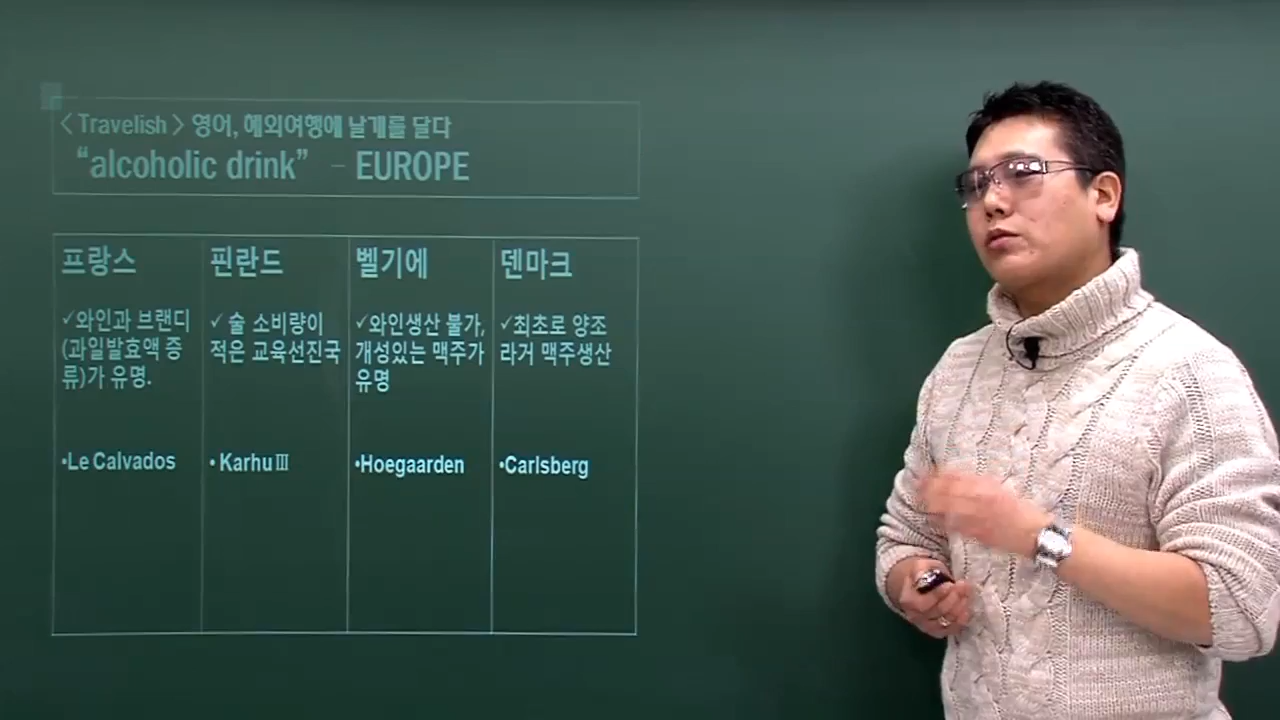 <Travelish> 영어, 해외여행에 날개를 달다
“alcoholic drink” – EUROPE
프랑스
✓와인과 브랜디
(과일발효액 증
류)가 유명.
•Le Calvados
핀란드
✓ 술 소비량이
적은 교육선진국
• KarhuⅢ
벨기에
✓와인생산 불가,
개성있는 맥주가
유명
•Hoegaarden
덴마크
✓최초로 양조
라거 맥주생산
•Carlsberg